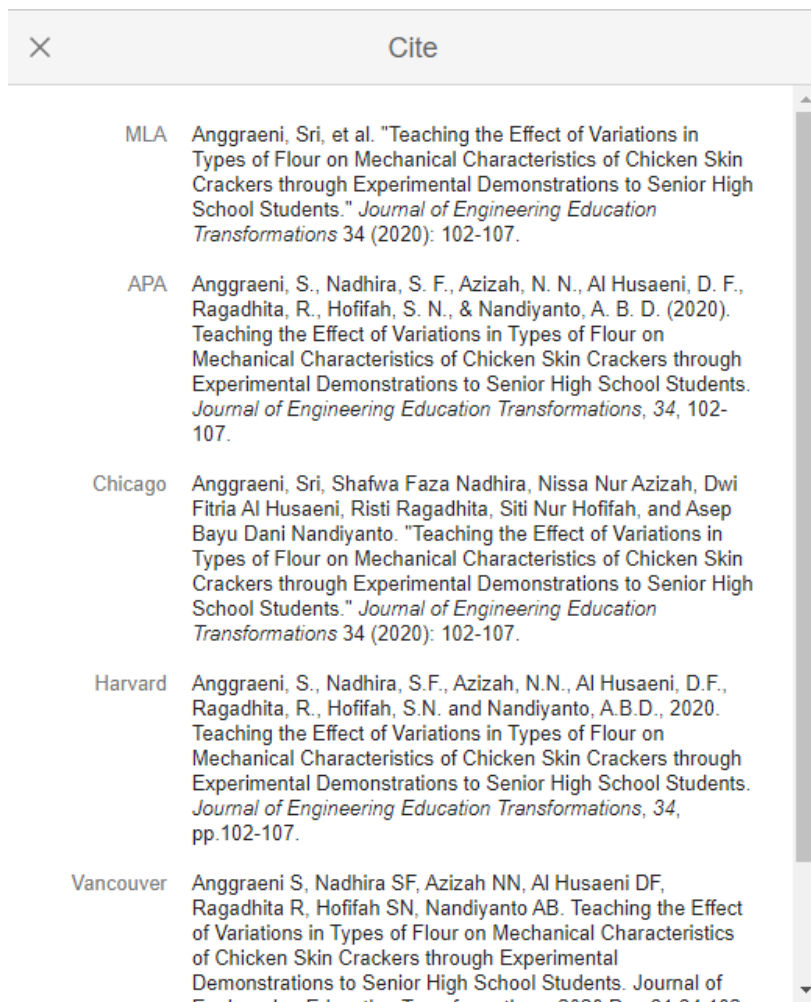 Cite
MLA Anggraeni, Sri, et al. "Teaching the Effect of Variations in
Types of Flour on Mechanical Characteristics of Chicken Skin
Crackers through Experimental Demonstrations to Senior High
School Students." Journal of Engineering Education
Transformations 34 (2020): 102-107.
APA Anggraeni, S., Nadhira, S. F., Azizah, N. N., Al Husaeni, D. F.,
Ragadhita, R., Hofifah, S. N., & Nandiyanto, A. B. D. (2020).
Teaching the Effect of Variations in Types of Flour on
Mechanical Characteristics of Chicken Skin Crackers through
Experimental Demonstrations to Senior High School Students.
Journal of Engineering Education Transformations, 34, 102-
107.
Chicago Anggraeni, Sri, Shafwa Faza Nadhira, Nissa Nur Azizah, Dwi
Fitria Al Husaeni, Risti Ragadhita, Siti Nur Hofifah, and Asep
Bayu Dani Nandiyanto. "Teaching the Effect of Variations in
Types of Flour on Mechanical Characteristics of Chicken Skin
Crackers through Experimental Demonstrations to Senior High
School Students." Journal of Engineering Education
Transformations 34 (2020): 102-107.
Harvard Anggraeni, S., Nadhira, S.F., Azizah, N.N., Al Husaeni, D.F.,
Ragadhita, R., Hofifah, S.N. and Nandiyanto, A.B.D., 2020.
Teaching the Effect of Variations in Types of Flour on
Mechanical Characteristics of Chicken Skin Crackers through
Experimental Demonstrations to Senior High School Students.
Journal of Engineering Education Transformations, 34,
pp.102-107.
Vancouver Anggraeni S, Nadhira SF, Azizah NN, Al Husaeni DF,
Ragadhita R, Hofifah SN, Nandiyanto AB. Teaching the Effect
of Variations in Types of Flour on Mechanical Characteristics
of Chicken Skin Crackers through Experimental
Demonstrations to Senior High School Students. Journal of